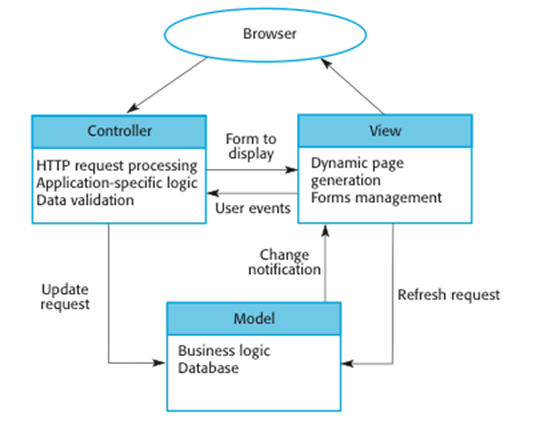 Browser
Controller
HTTP request processing
Application-specific logic
Data validation
Form to
display
User events
View
Dynamic page
generation
Forms management
Update
request
Change
notification
Refresh request
Model
Business logic
Database